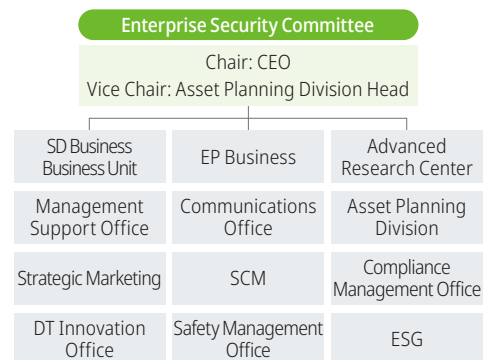 Enterprise Security Committee
Chair: CEO
Vice Chair: Asset Planning Division Head
SD Business
Business Unit
EP Business
Advanced
Research Center
Management
Support Office
Communications
Office
Asset Planning
Division
Strategic Marketing
SCM
Compliance
Management Office
DT Innovation
Office
Safety Management
Office
ESG